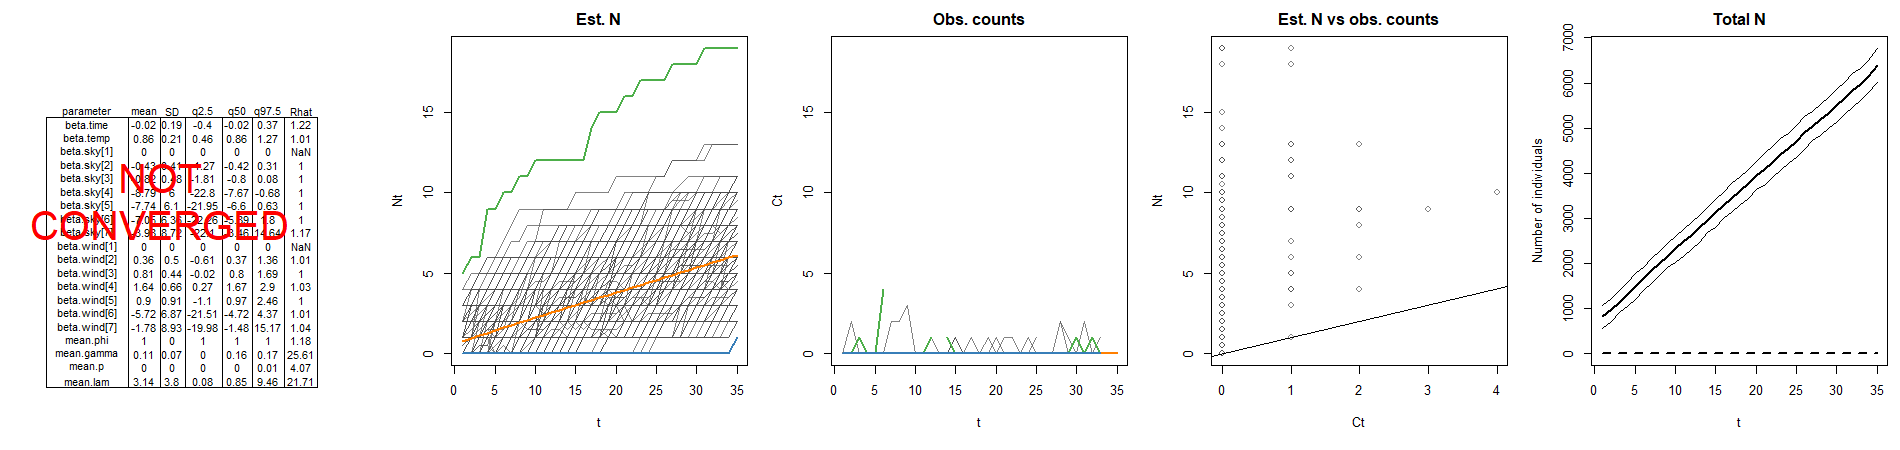 parameter mean SD q2.5 q50 q97.5 Rhat
beta.time -0.02 0.19 -0.4 -0.02 0.37 1.22
beta.temp 0.86 0.21 0.46 0.86 1.27 1.01
beta.sky[1] 0 0 0 0 0 NaN
beta.sky[2] -0.43 0.41 -1.27 -0.42 0.31 1
0.48 -1.81 -0.8 0.08 1
beta.sky[4] -8.79 6 -22.8 -7.67 -0.68 1
beta.sky[5] -7.74 6.1 -21.95 -6.6 0.63 1
1
1.17
NOT
CONVERGED
beta.wind[1] 0 0 0 0 0 NaN
beta.wind[2] 0.36 0.5 -0.61 0.37 1.36 1.01
beta.wind[3] 0.81 0.44 -0.02 0.8 1.69 1
beta.wind[4] 1.64 0.66 0.27 1.67 2.9 1.03
beta.wind[5] 0.9 0.91 -1.1 0.97 2.46 1
beta.wind[6] -5.72 6.87 -21.51 -4.72 4.37 1.01
beta.wind[7] -1.78 8.93 -19.98 -1.48 15.17 1.04
mean.phi 1 0 1 1 1 1.18
mean.gamma 0.11 0.07 0 0.16 0.17 25.61
mean.p 0 0 0 0 0.01 4.07
mean.lam 3.14 3.8 0.08 0.85 9.46 21.71
Est. N
Nt
15
10
5
0
0 5 10 15 20 25 30 35
t
Obs. counts
Ct
15
10
5
0
0 5 10 15 20 25 30 35
t
Est. N vs obs. counts
Nt
15
10
5
0
0 1 2 3 4
Ct
Total N
Number of individuals
7000
6000
5000
4000
3000
2000
1000
0
0 5 10 15 20 25 30 35
t